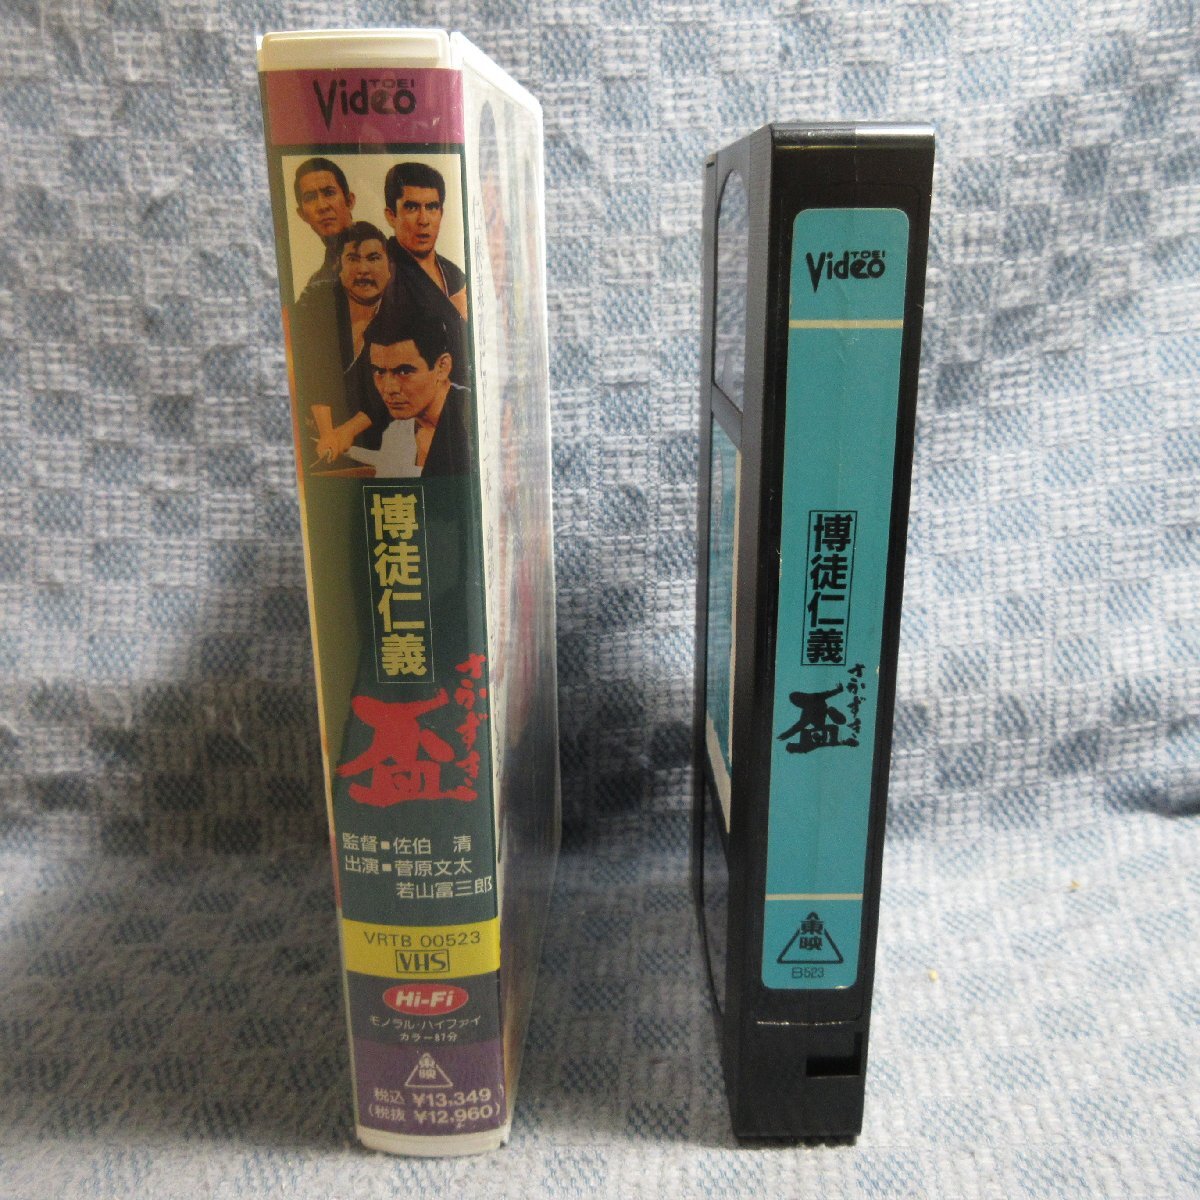 TOEI
Video
博徒仁義
盃
さかずき
監督■佐伯 清
出演■菅原文太
若山富三郎
VRTB 00523
VHS
Hi-Fi
モノラル・ハイファイ
カラー87分
東映
税込 ¥13,349
(税抜 ¥12,960)
TOEI
Video
博徒仁義
盃
さかずき
東映
B523